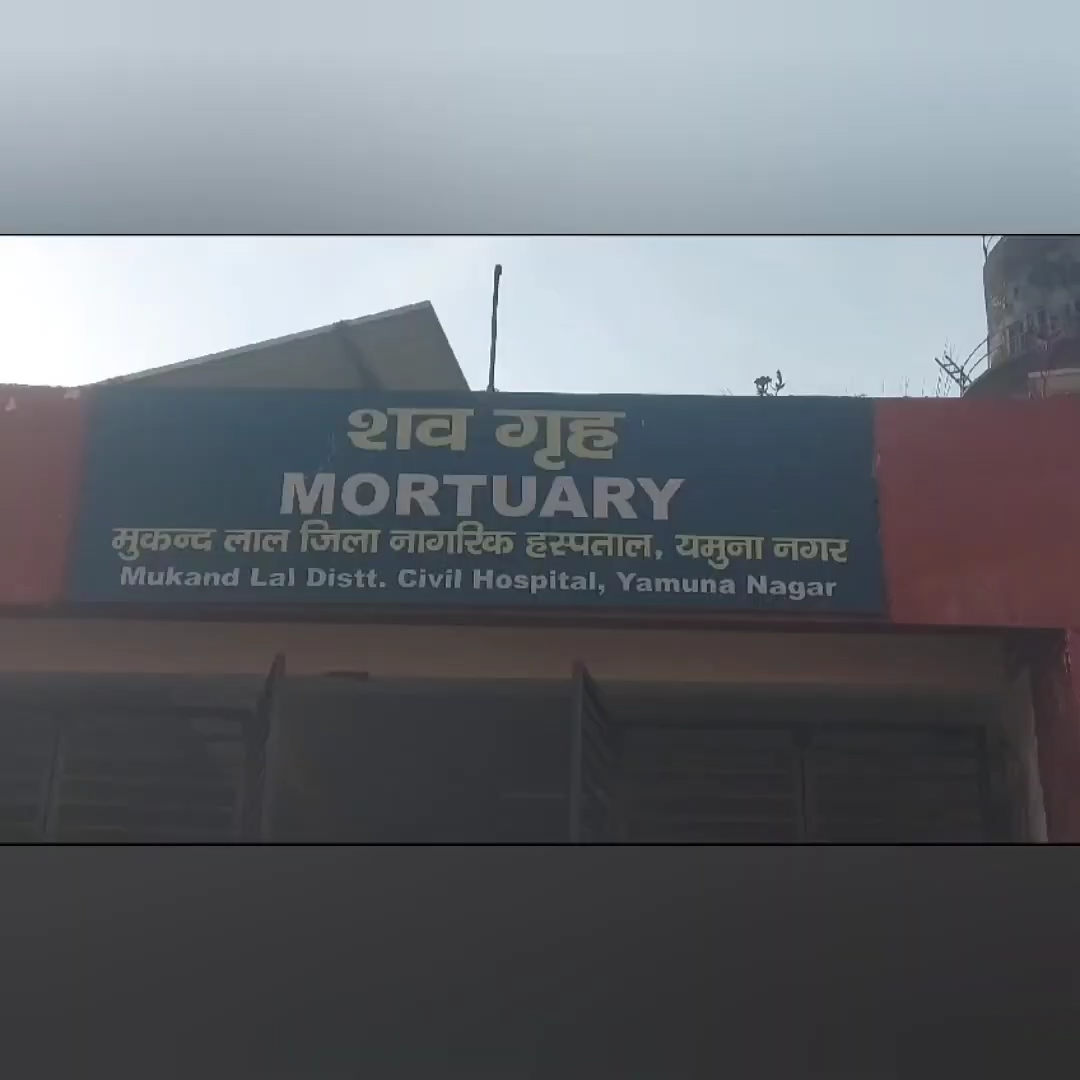 शव गृह
MORTUARY
मुकन्द लाल जिला नागरिक हस्पताल, यमुना नगर
Mukand Lal Distt. Civil Hospital, Yamuna Nagar